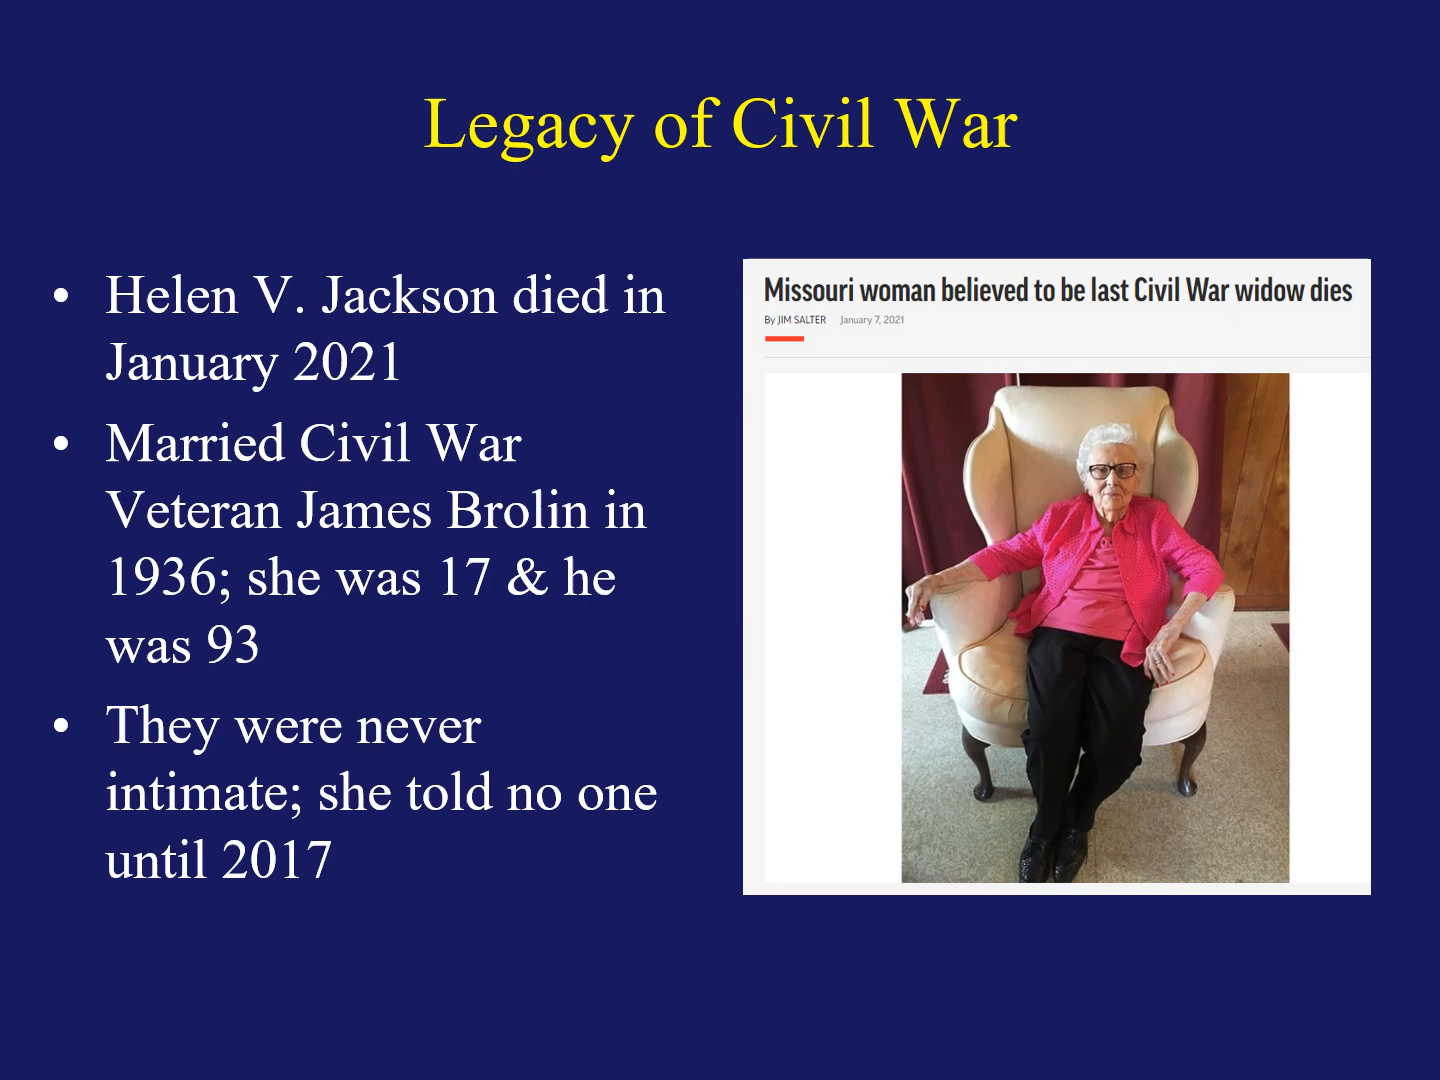 Legacy of Civil War
• Helen V. Jackson died in
January 2021
• Married Civil War
Veteran James Brolin in
1936; she was 17 & he
was 93
• They were never
intimate; she told no one
until 2017
Missouri woman believed to be last Civil War widow dies
By JIM SALTER January 7, 2021